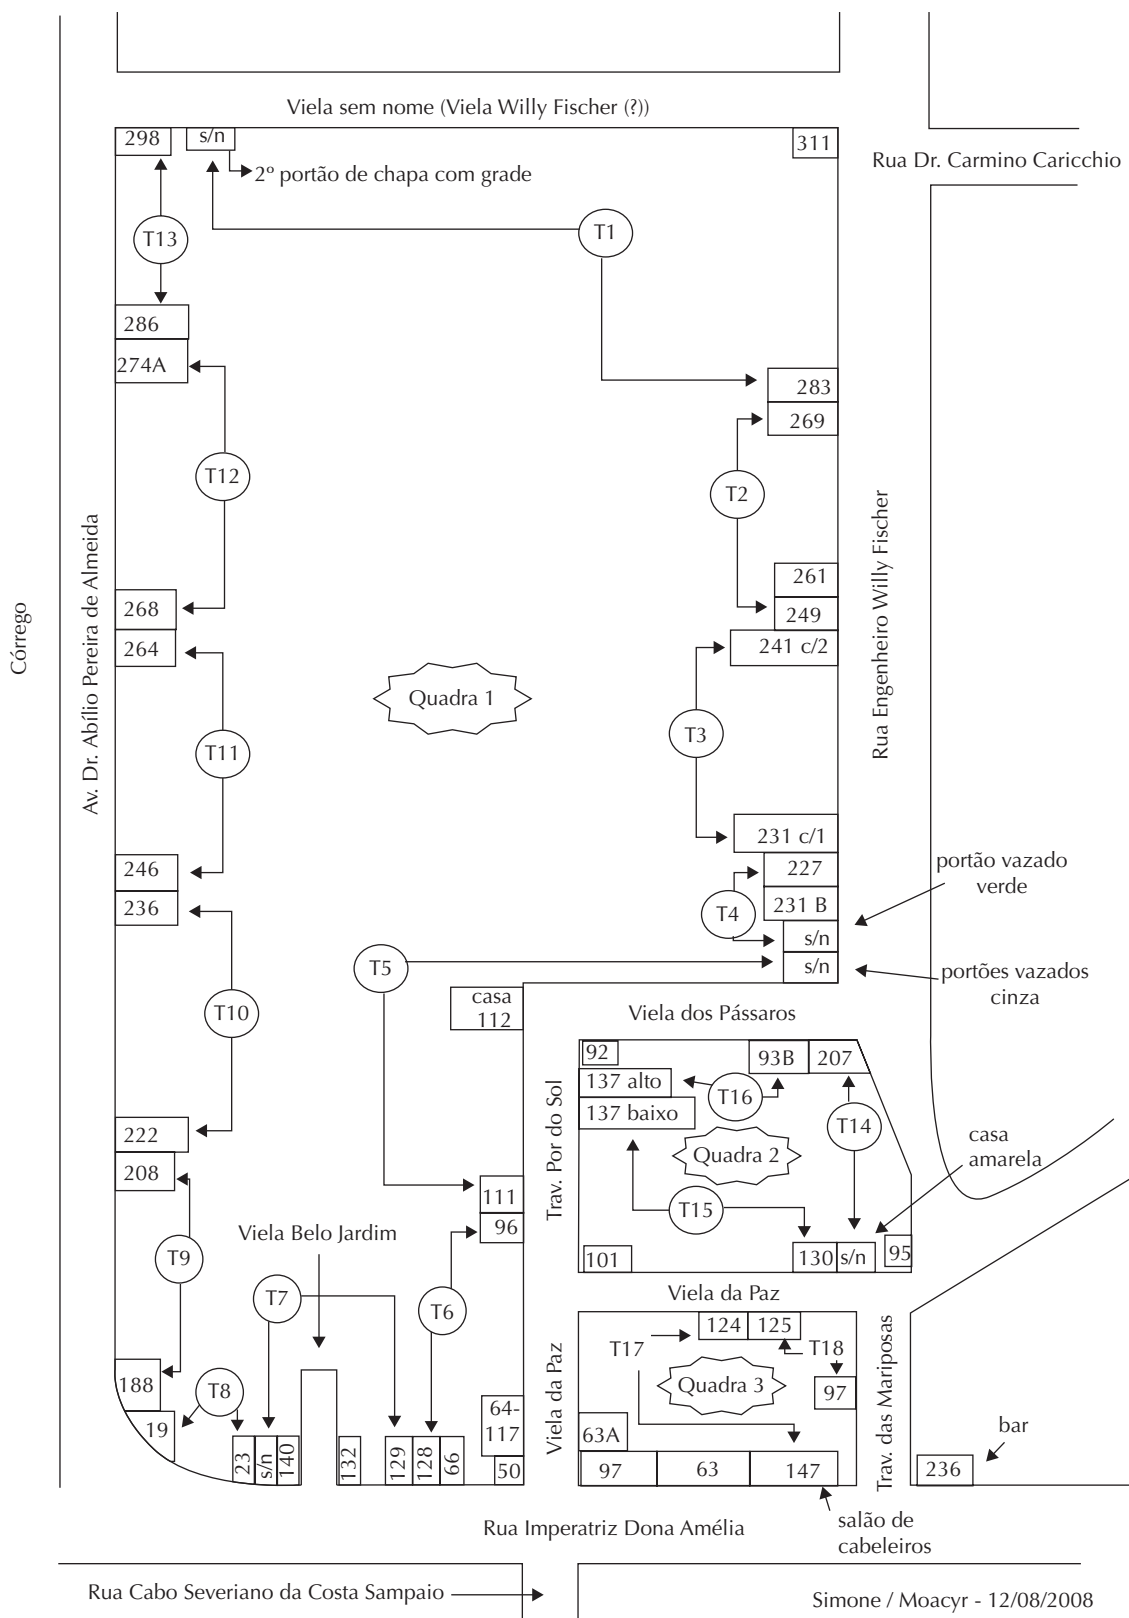 Viela sem nome (Viela Willy Fischer (?))
298
s/n
311
Rua Dr. Carmino Caricchio
2º portão de chapa com grade
T13
T1
286
274A
283
269
T12
T2
Av. Dr. Abílio Pereira de Almeida
Rua Engenheiro Willy Fischer
Córrego
268
261
249
264
241 c/2
Quadra 1
T11
T3
246
231 c/1
227
236
231 B
T4
s/n
s/n
portão vazado
verde
portões vazados
cinza
T5
casa
112
T10
Viela dos Pássaros
92
93B
207
137 alto
T16
137 baixo
T14
Trav. Por do Sol
Quadra 2
casa
amarela
222
208
111
96
T15
Viela Belo Jardim
T9
101
130
s/n
95
T7
T6
Viela da Paz
124
125
T17
T18
Viela da Paz
Quadra 3
97
Trav. das Mariposas
188
T8
19
64-
117
63A
bar
23
s/n
140
132
129
128
66
50
97
63
147
236
Rua Imperatriz Dona Amélia
salão de
cabeleiros
Rua Cabo Severiano da Costa Sampaio
Simone / Moacyr - 12/08/2008